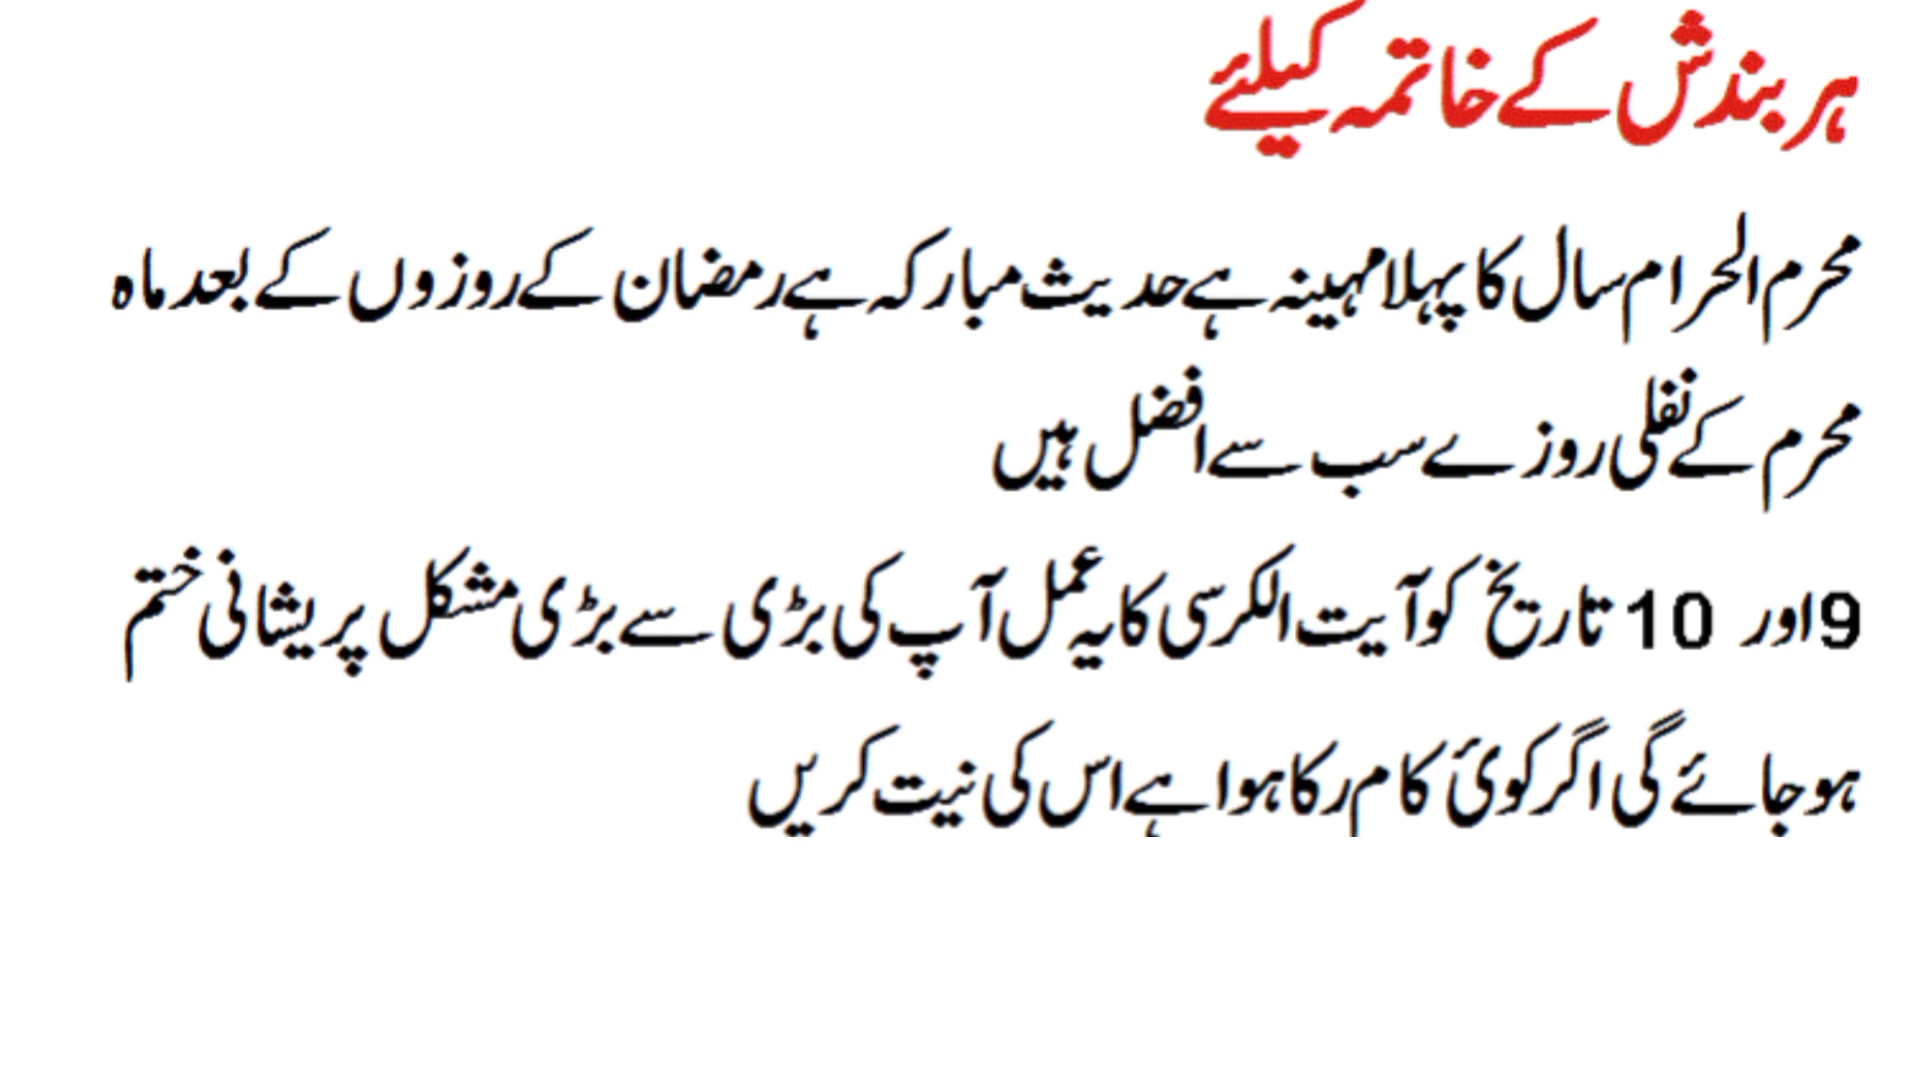 ہر بندش کے خاتمہ کیلئے
محرم الحرام سال کا پہلا مہینہ ہے حدیث مبارکہ ہے رمضان کے روزوں کے بعد ماہ
محرم کے نفلی روزے سب سے افضل ہیں
9اور 10 تاریخ کو آیت الکرسی کا یہ عمل آپ کی بڑی سے بڑی مشکل پریشانی ختم
ہوجائے گی اگر کوئ کام رکا ہوا ہے اس کی نیت کریں